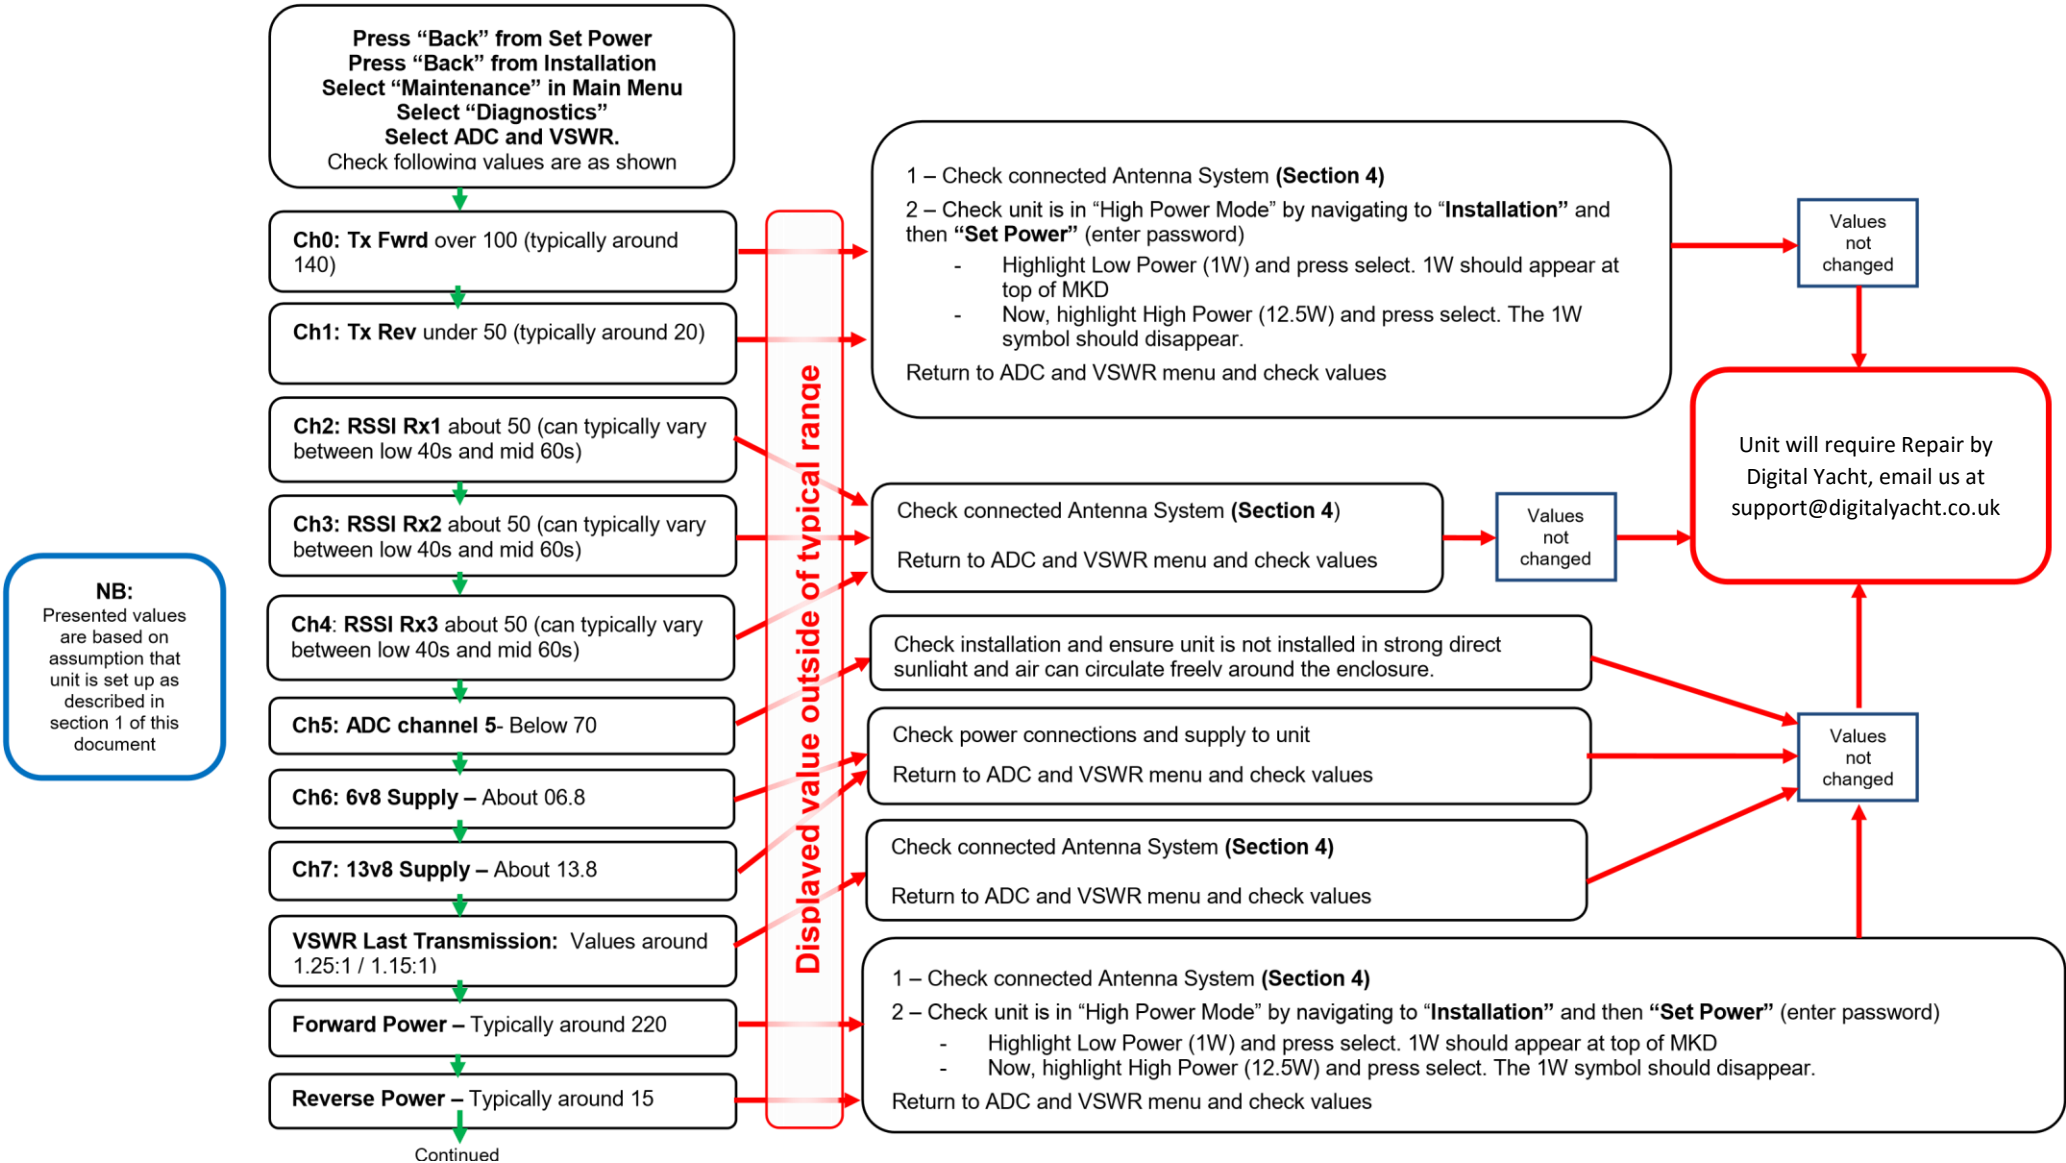 Press “Back” from Set Power
Press “Back” from Installation
Select “Maintenance” in Main Menu
Select “Diagnostics”
Select ADC and VSWR.
Check following values are as shown
Ch0: Tx Fwrd over 100 (typically around
140)
Ch1: Tx Rev under 50 (typically around 20)
Ch2: RSSI Rx1 about 50 (can typically vary
between low 40s and mid 60s)
Ch3: RSSI Rx2 about 50 (can typically vary
between low 40s and mid 60s)
Ch4: RSSI Rx3 about 50 (can typically vary
between low 40s and mid 60s)
Ch5: ADC channel 5- Below 70
Ch6: 6v8 Supply – About 06.8
Ch7: 13v8 Supply – About 13.8
VSWR Last Transmission: Values around
1.25:1 / 1.15:1)
Forward Power – Typically around 220
Reverse Power – Typically around 15
Continued
NB:
Presented values
are based on
assumption that
unit is set up as
described in
section 1 of this
document
Displayed value outside of typical range
1 – Check connected Antenna System (Section 4)
2 – Check unit is in “High Power Mode” by navigating to “Installation” and
then “Set Power” (enter password)
- Highlight Low Power (1W) and press select. 1W should appear at
top of MKD
- Now, highlight High Power (12.5W) and press select. The 1W
symbol should disappear.
Return to ADC and VSWR menu and check values
Values
not
changed
Check connected Antenna System (Section 4)
Return to ADC and VSWR menu and check values
Values
not
changed
Unit will require Repair by
Digital Yacht, email us at
support@digitalyacht.co.uk
Check installation and ensure unit is not installed in strong direct
sunlight and air can circulate freely around the enclosure.
Check power connections and supply to unit
Return to ADC and VSWR menu and check values
Values
not
changed
Check connected Antenna System (Section 4)
Return to ADC and VSWR menu and check values
1 – Check connected Antenna System (Section 4)
2 – Check unit is in “High Power Mode” by navigating to “Installation” and then “Set Power” (enter password)
- Highlight Low Power (1W) and press select. 1W should appear at top of MKD
- Now, highlight High Power (12.5W) and press select. The 1W symbol should disappear.
Return to ADC and VSWR menu and check values